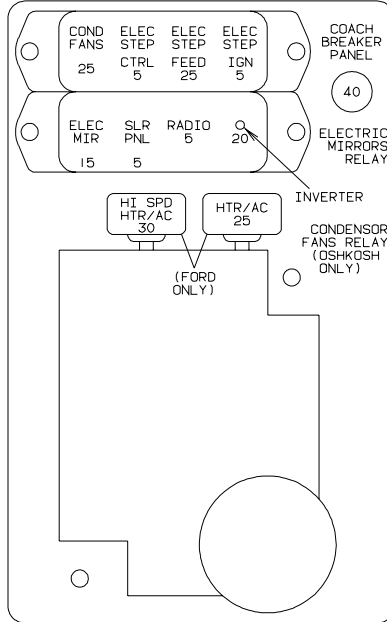 COND ELEC ELEC ELEC
FANS STEP STEP STEP
25 CTRL FEED IGN
5 25 5
COACH
BREAKER
PANEL
40
ELEC SLR RADIO
MIR PNL 5 20
15 5
ELECTRIC
MIRRORS
RELAY
INVERTER
HI SPD
HTR/AC
30
HTR/AC
25
(FORD
ONLY)
CONDENSOR
FANS RELAY
(OSHKOSH
ONLY)